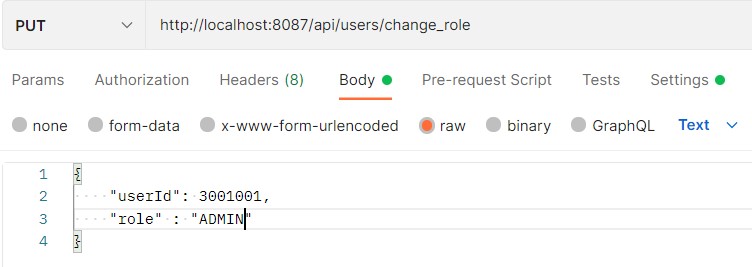 PUT http://localhost:8087/api/users/change_role
Params Authorization Headers (8) Body Pre-request Script Tests Settings
none form-data x-www-form-urlencoded raw binary GraphQL Text
1 {
2 "userId": 3001001,
3 "role" : "ADMIN"
4 }